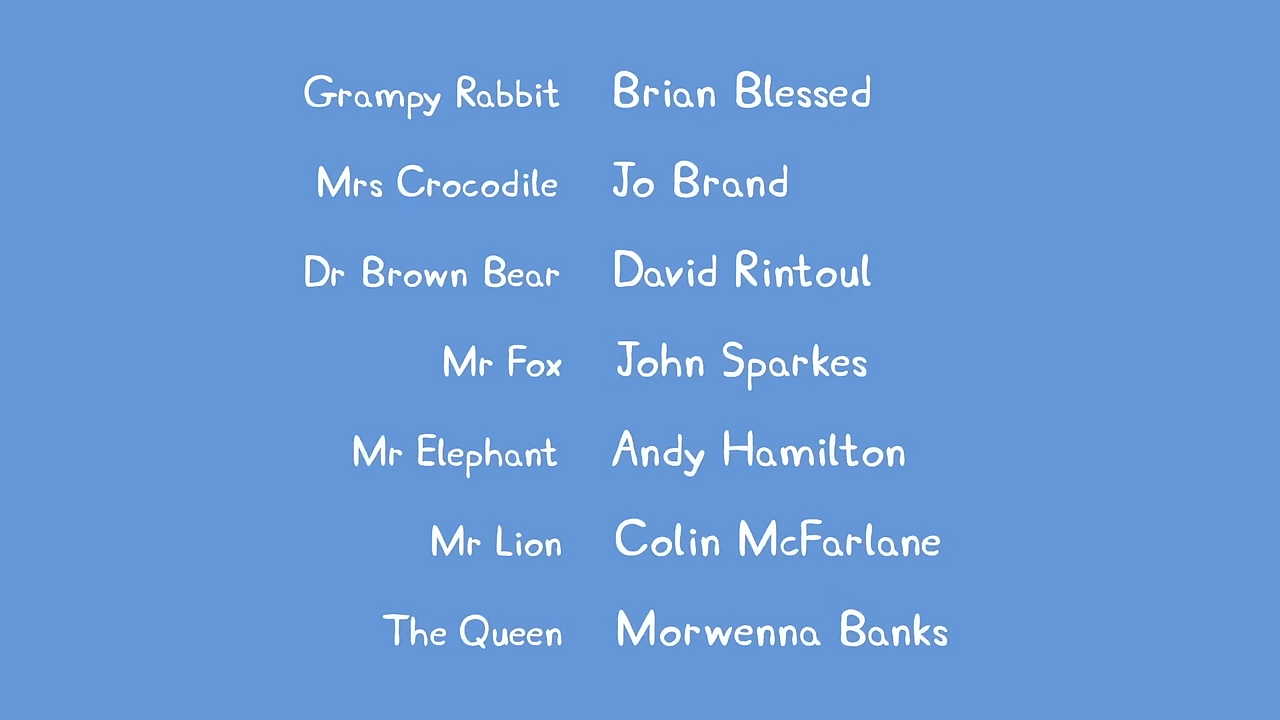 Grampy Rabbit Brian Blessed
Mrs Crocodile Jo Brand
Dr Brown Bear David Rintoul
Mr Fox John Sparkes
Mr Elephant Andy Hamilton
Mr Lion Colin McFarlane
The Queen Morwenna Banks